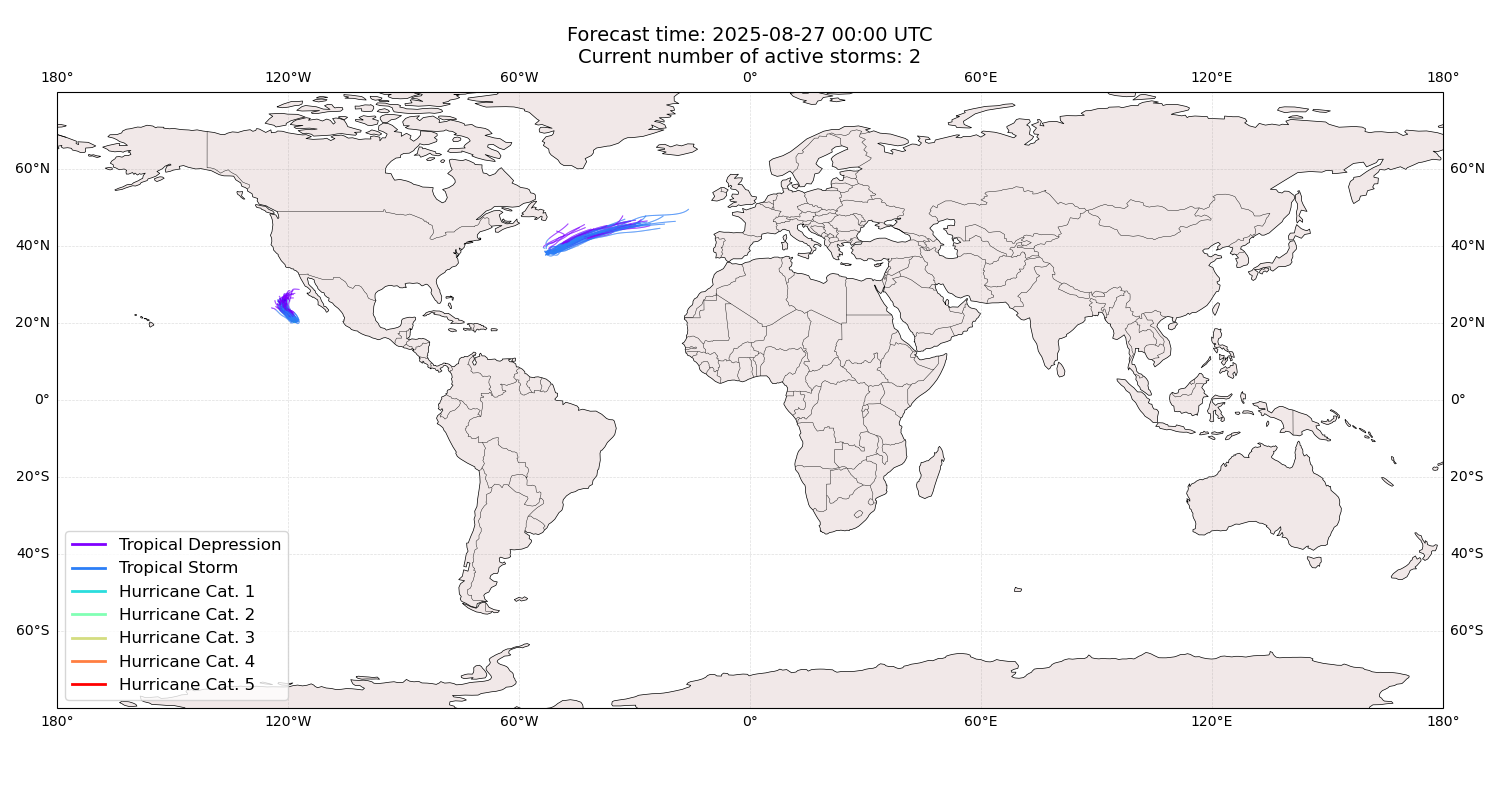 Forecast time: 2025-08-27 00:00 UTC
Current number of active storms: 2
180° 120°W 60°W 0° 60°E 120°E 180°
60°N 60°N
40°N 40°N
20°N 20°N
0° 0°
20°S 20°S
40°S 40°S
60°S 60°S
Tropical Depression
Tropical Storm
Hurricane Cat. 1
Hurricane Cat. 2
Hurricane Cat. 3
Hurricane Cat. 4
Hurricane Cat. 5
180° 120°W 60°W 0° 60°E 120°E 180°